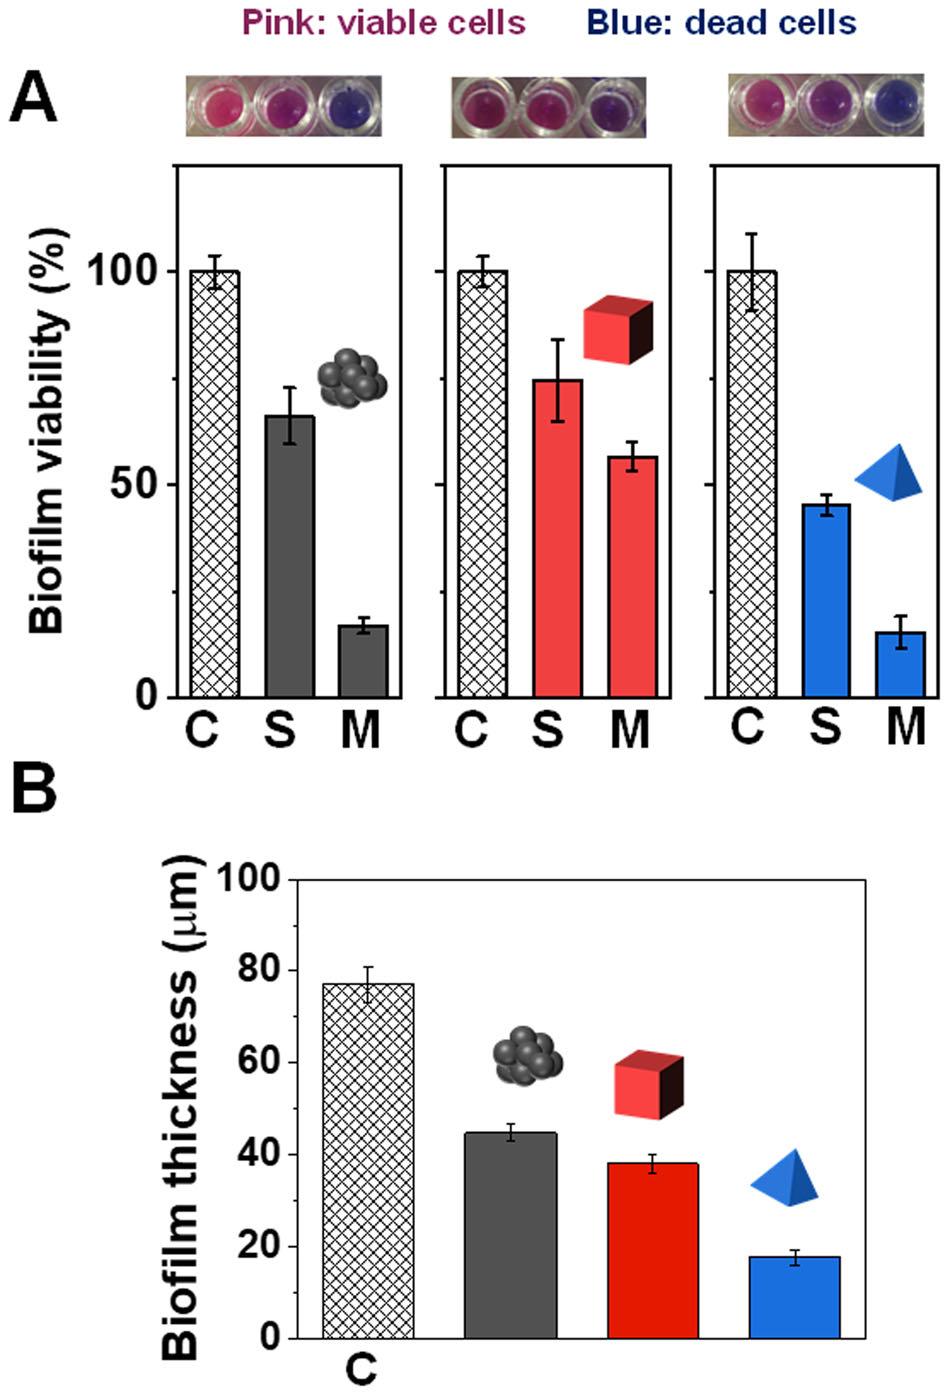 Pink: viable cells Blue: dead cells
A
Biofilm viability (%)
100
50
0
C S M C S M C S M
B
Biofilm thickness (μm)
100
80
60
40
20
0
C